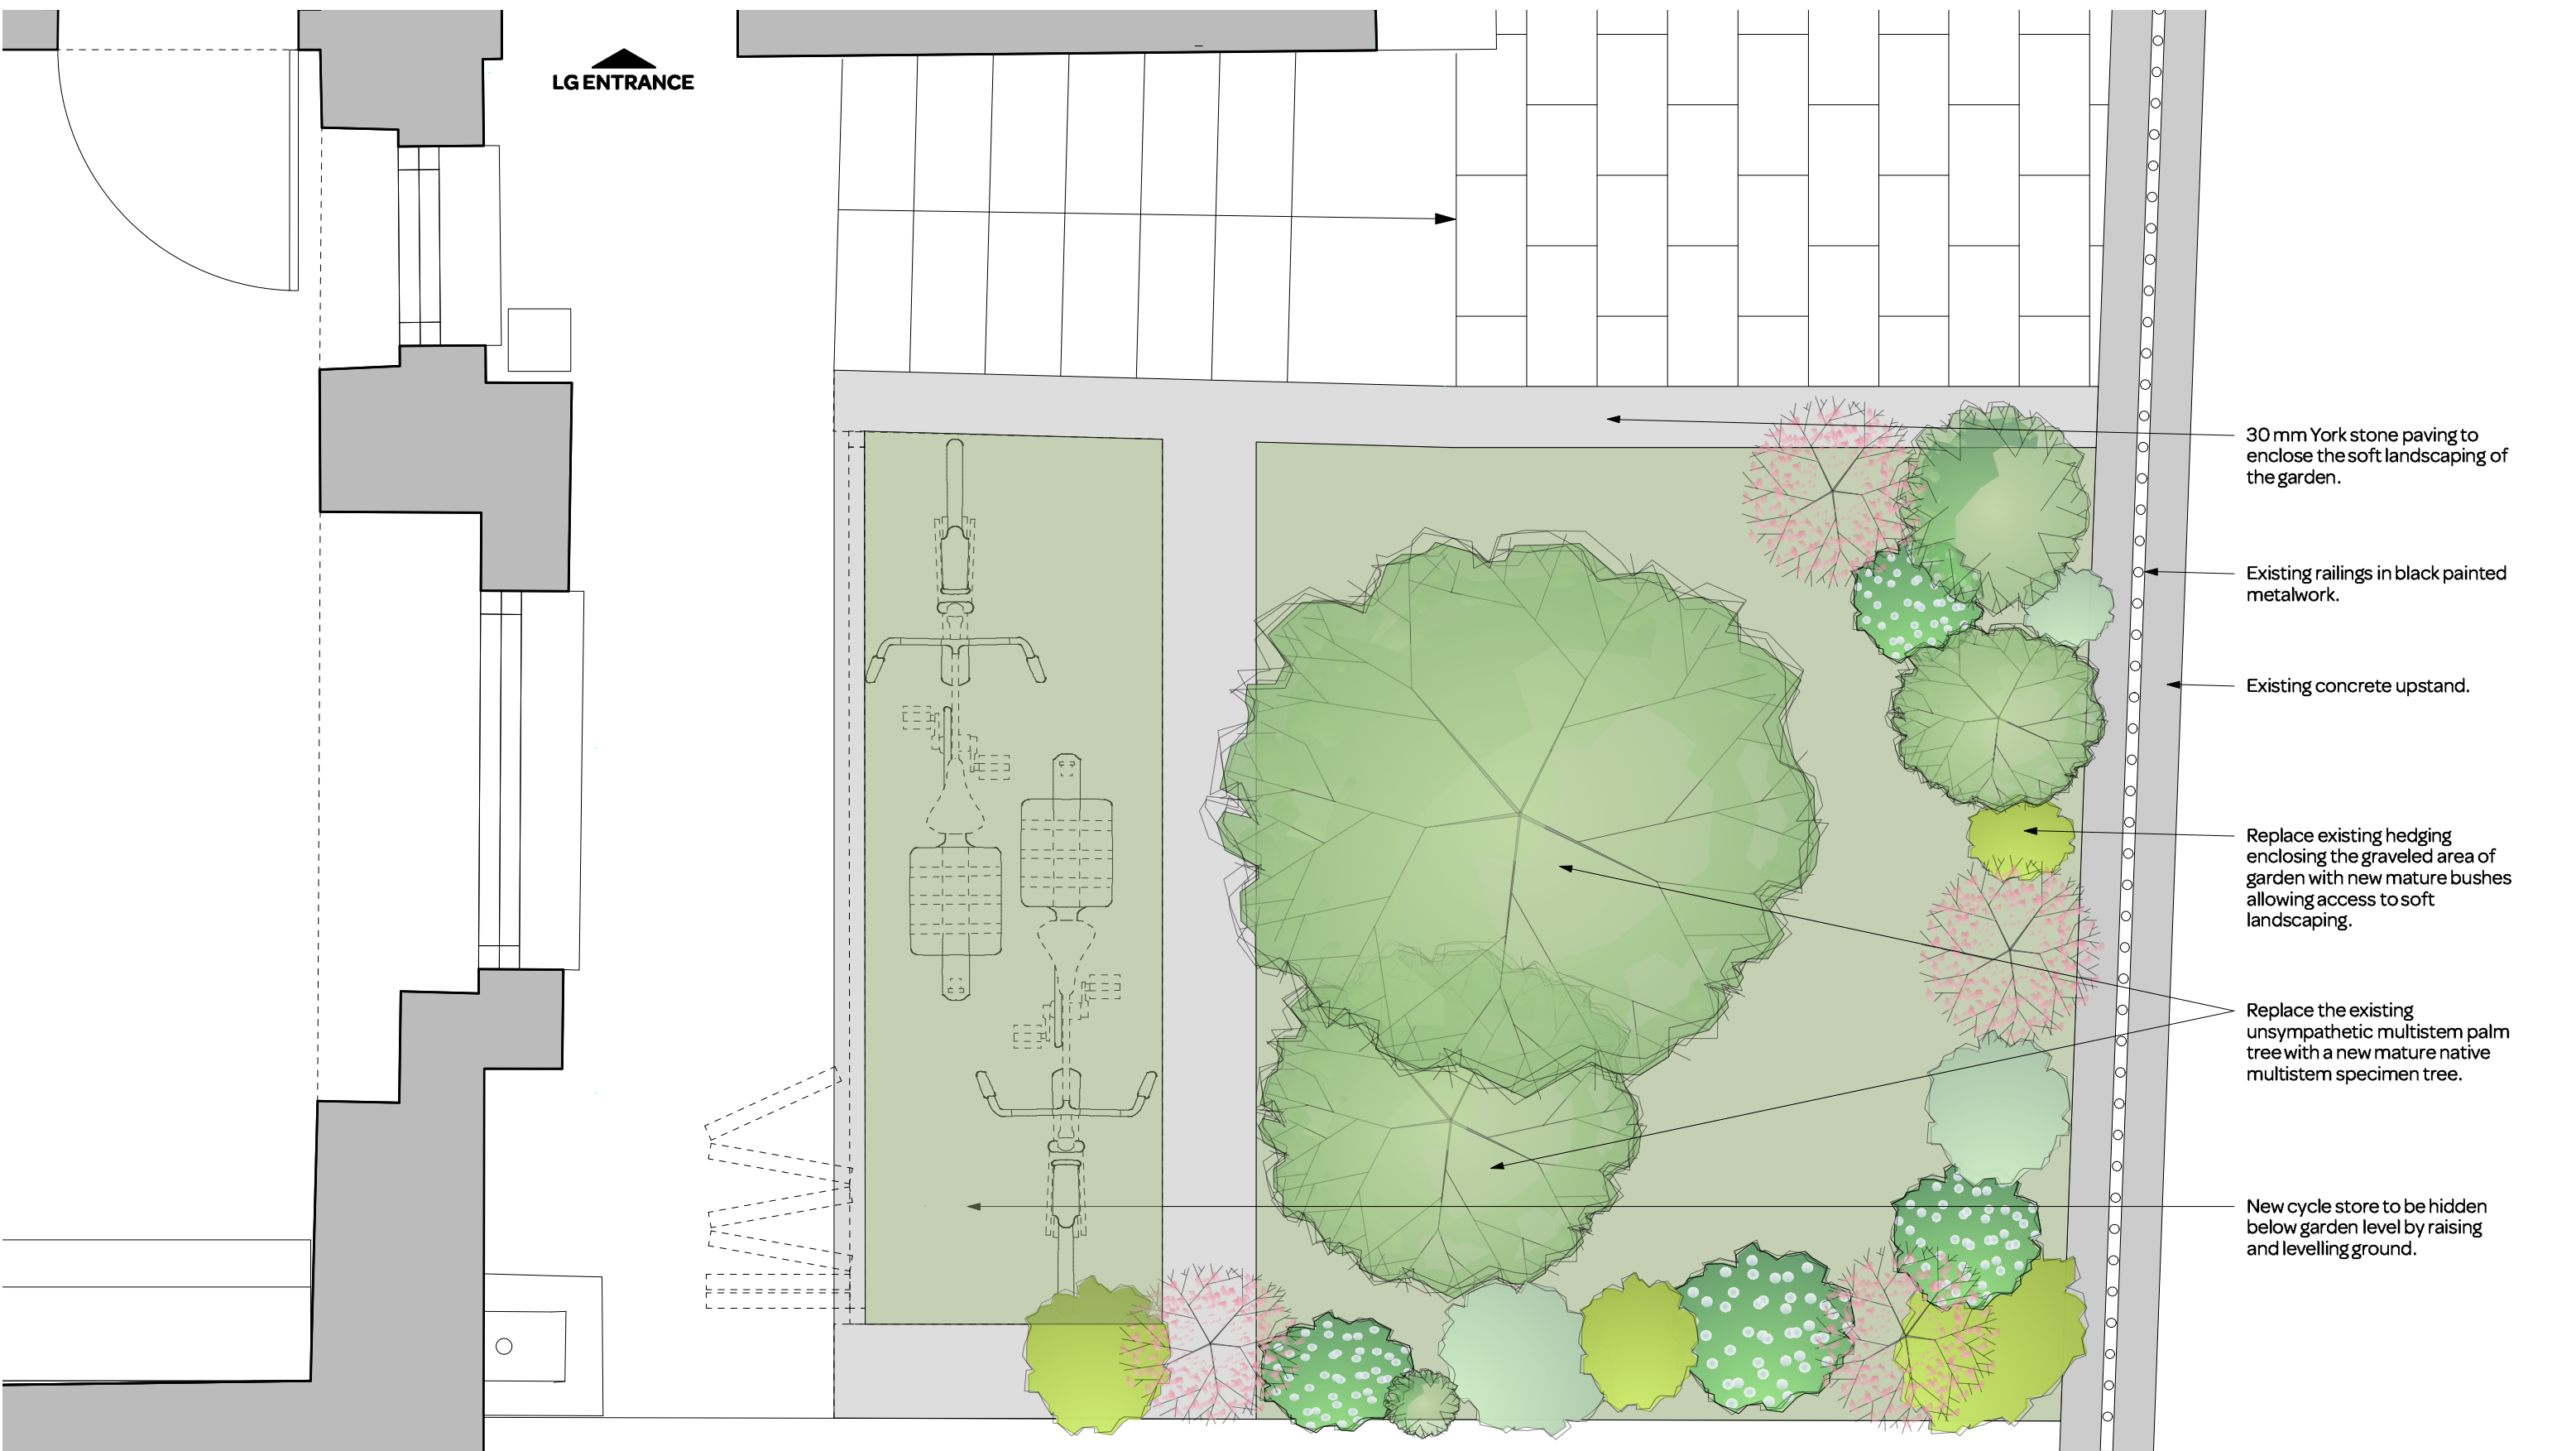 LG ENTRANCE
30 mm York stone paving to
enclose the soft landscaping of
the garden.
Existing railings in black painted
metalwork.
Existing concrete upstand.
Replace existing hedging
enclosing the graveled area of
garden with new mature bushes
allowing access to soft
landscaping.
Replace the existing
unsympathetic multistem palm
tree with a new mature native
multistem specimen tree.
New cycle store to be hidden
below garden level by raising
and levelling ground.